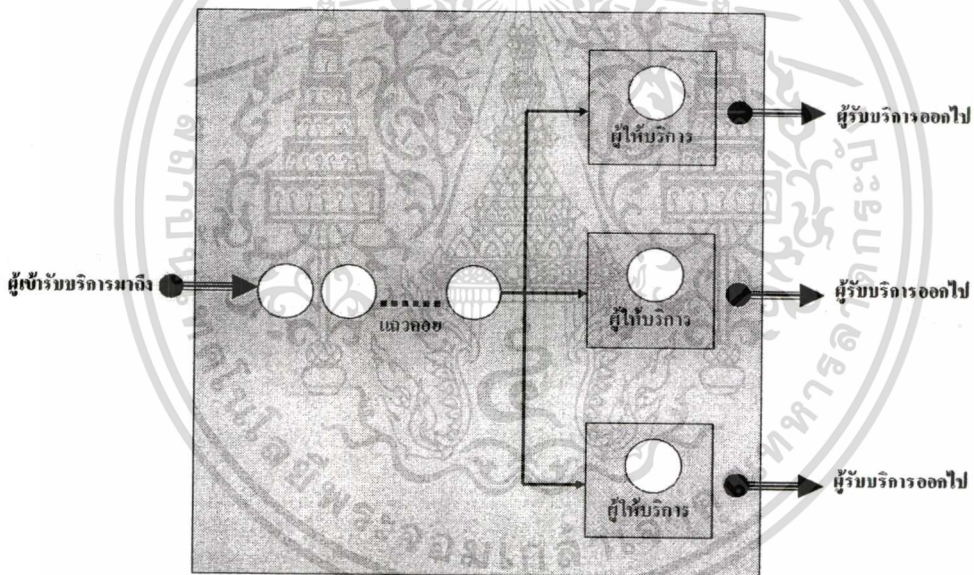 ผู้ให้บริการ
ผู้รับบริการออกไป
ผู้เข้ารับบริการมาถึง
แถวคอย
ผู้ให้บริการ
ผู้รับบริการออกไป
ผู้ให้บริการ
ผู้รับบริการออกไป